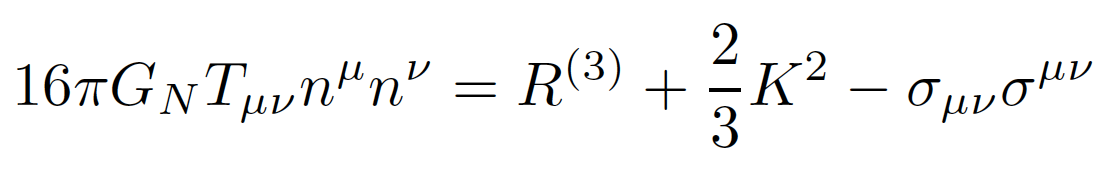 16πG_N T_{μν} n^μ n^ν = R^{(3)} + \frac{2}{3} K^2 − σ_{μν} σ^{μν}